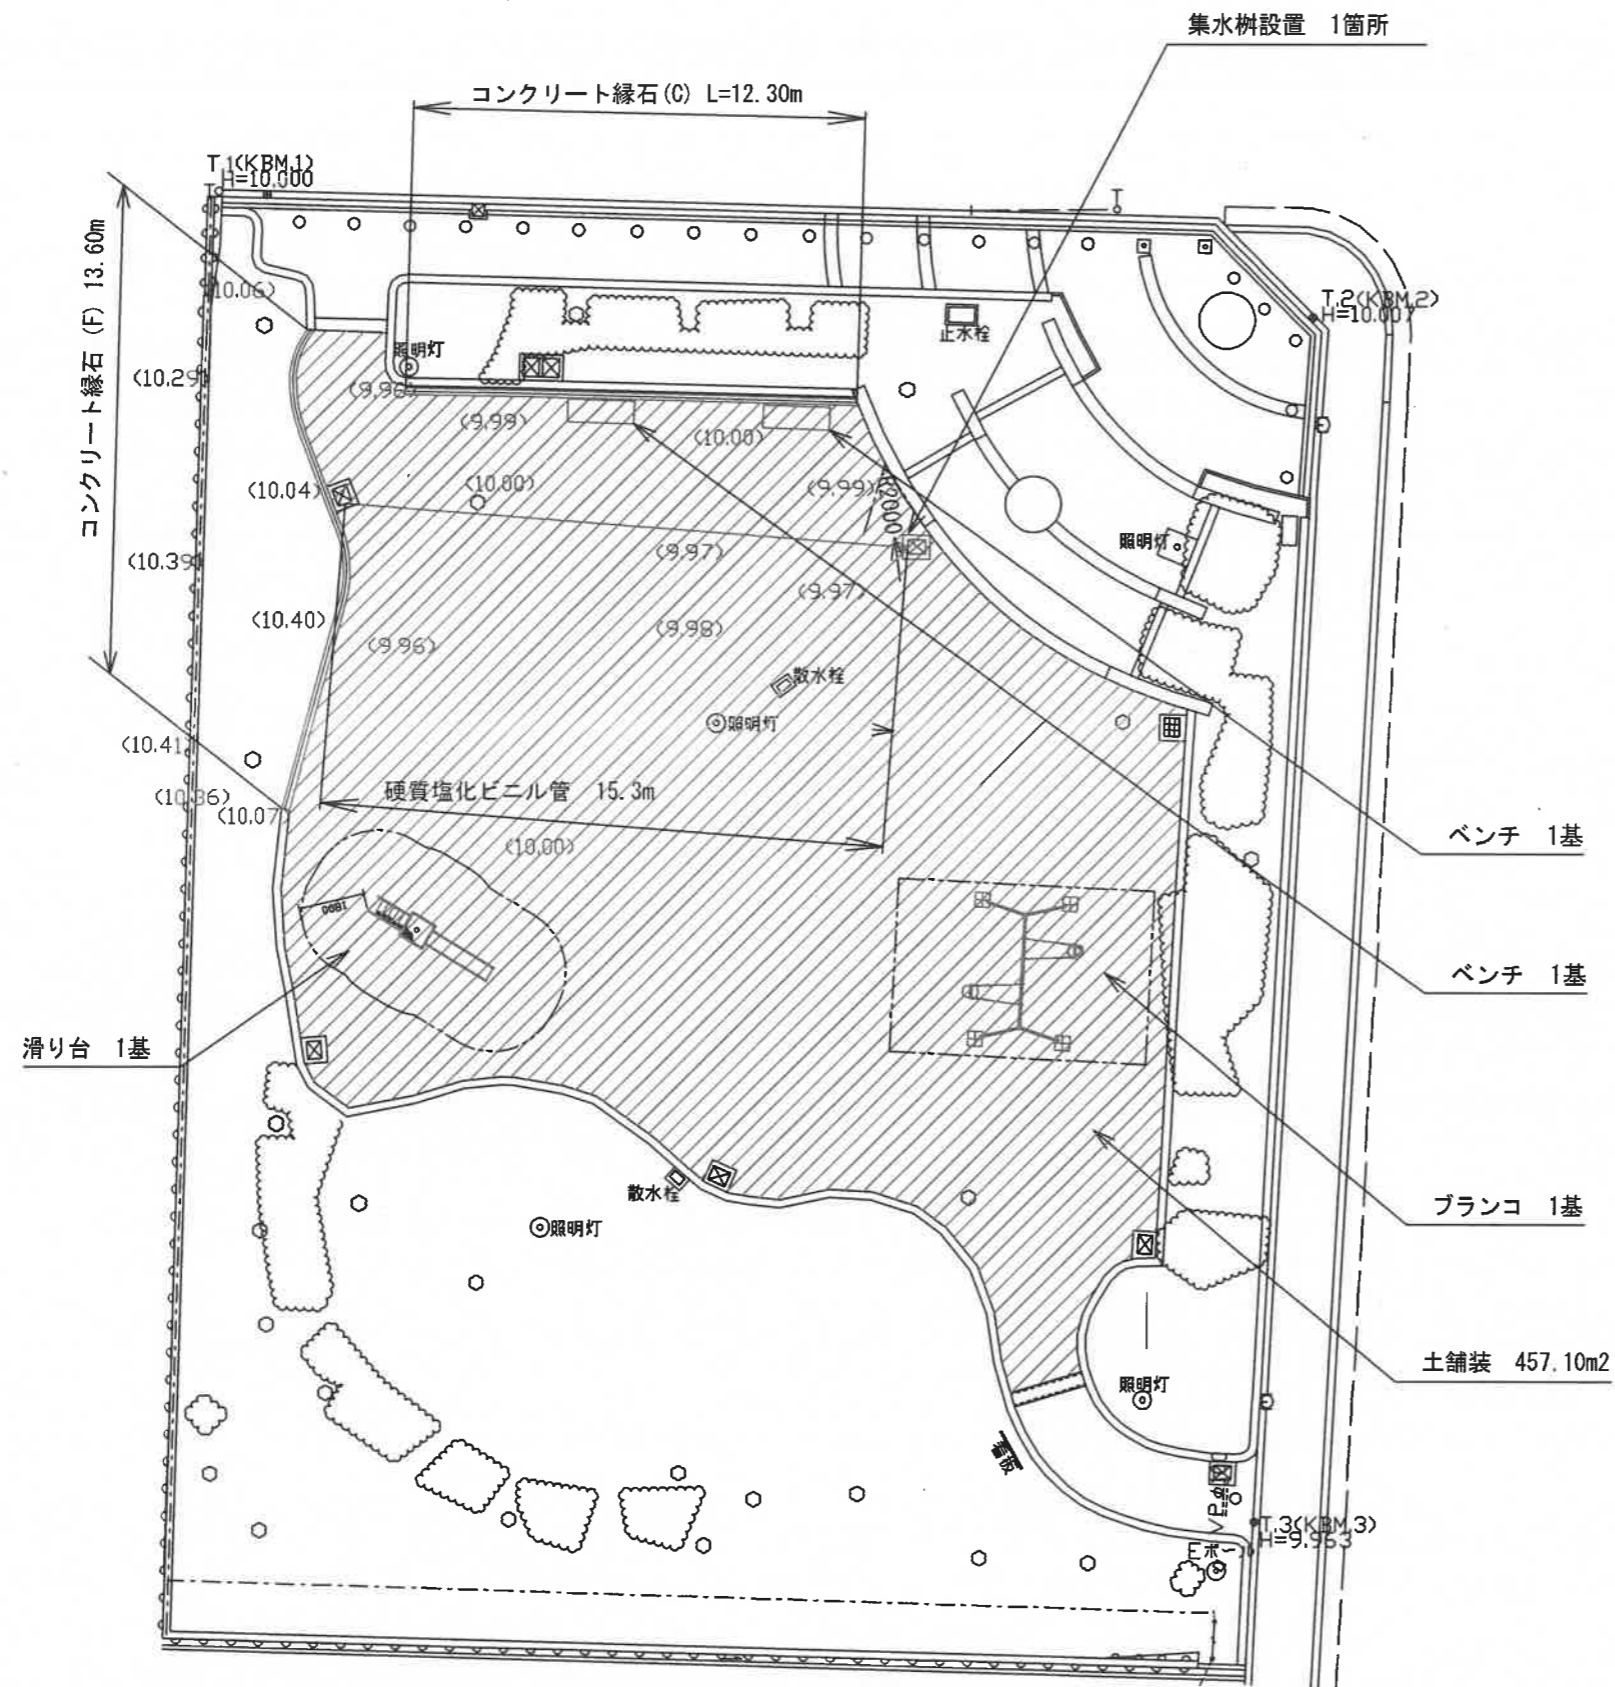 集水桝設置　1箇所
コンクリート縁石(C) L=12.30m
T.1(KBM.1)
H=10.000
コンクリート縁石 (F) 13.60m
(10.06)
T.2(KBM.2)
H=10.007
止水栓
照明灯
(10.29)
(9.96)
(9.99)
(10.00)
(10.04)
(10.00)
(9.99)
2000
照明灯
(10.39)
(9.97)
(9.97)
(10.40)
(9.98)
(9.96)
散水栓
照明灯
(10.41)
(10.36)
(10.07)
硬質塩化ビニル管　15.3m
(10.00)
ベンチ　1基
1800
ベンチ　1基
滑り台　1基
散水栓
照明灯
ブランコ　1基
土舗装　457.10m2
照明灯
看板
VPφ
T.3(KBM.3)
H=9.963